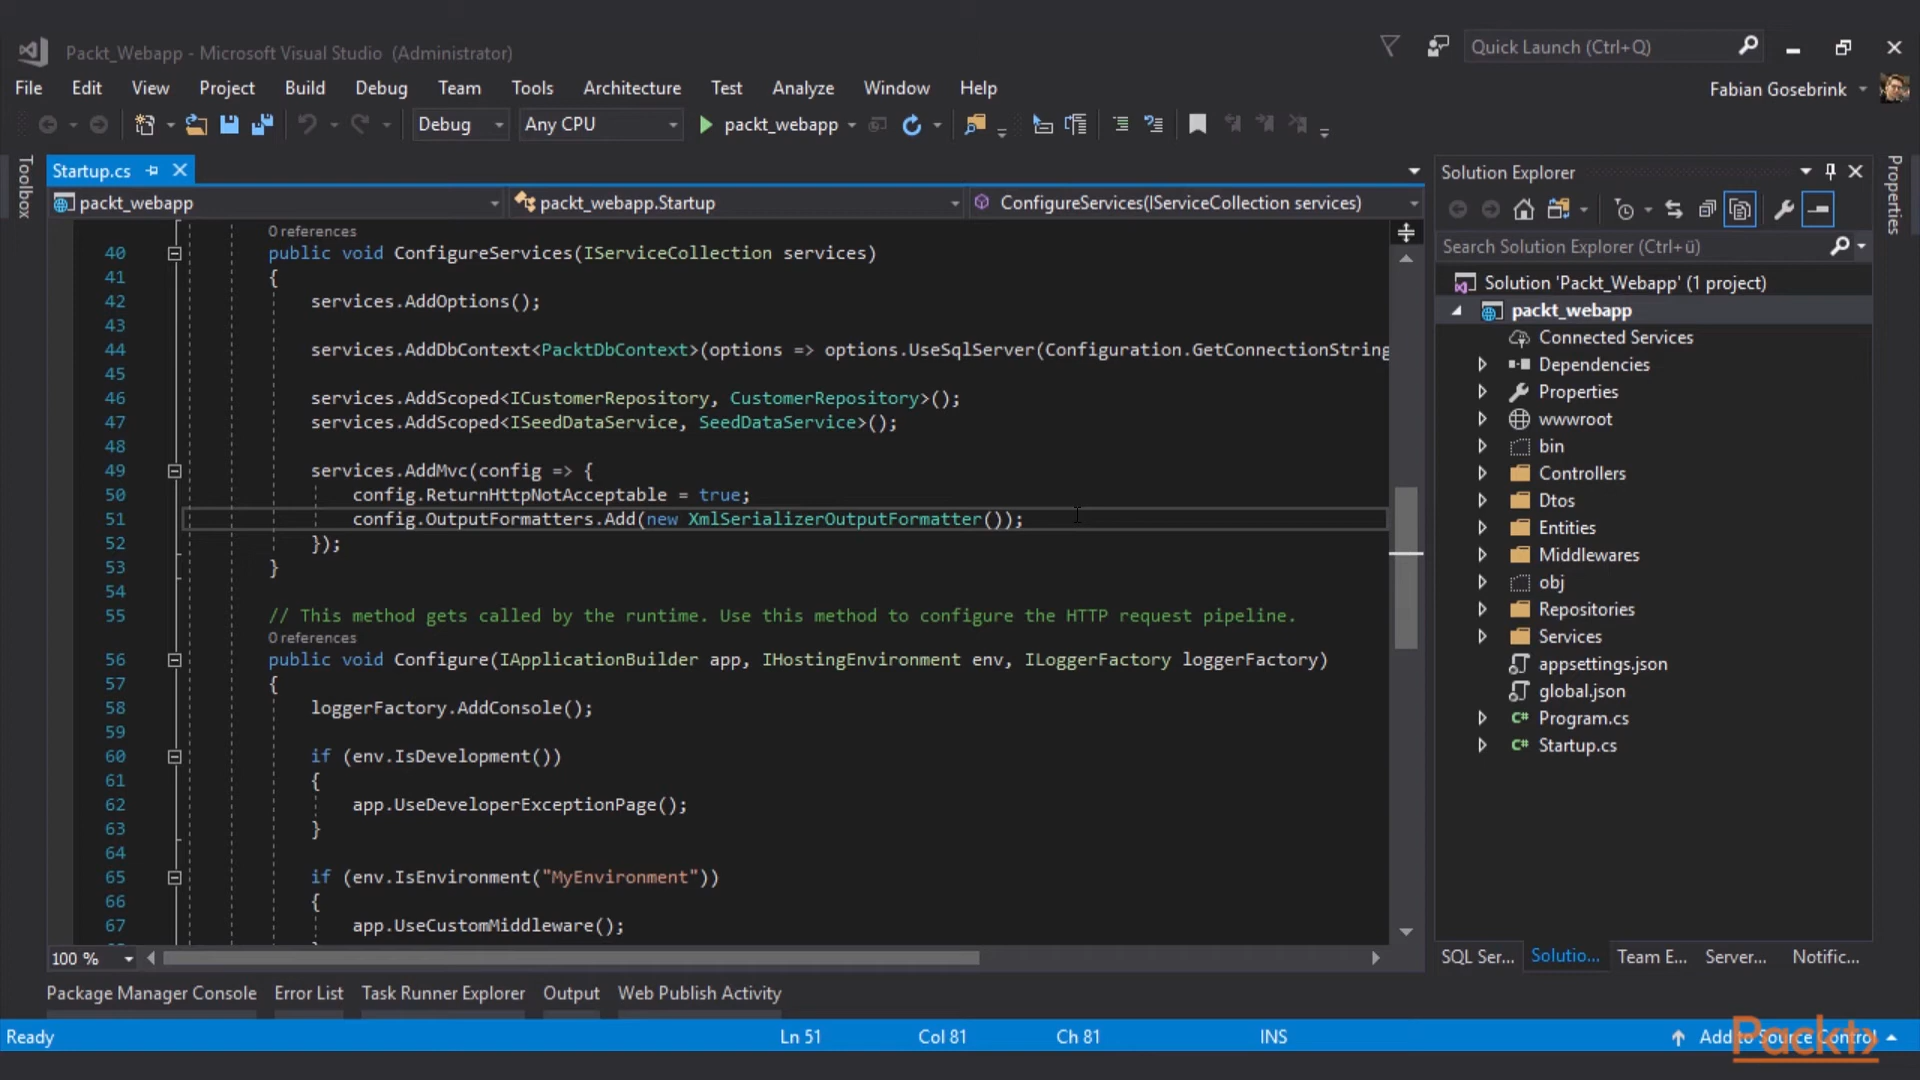 Packt_Webapp - Microsoft Visual Studio (Administrator)
Quick Launch (Ctrl+Q)
File Edit View Project Build Debug Team Tools Architecture Test Analyze Window Help
Fabian Gosebrink
Debug Any CPU packt_webapp
Toolbox
Startup.cs
packt_webapp packt_webapp.Startup ConfigureServices(IServiceCollection services)
0 references
40 public void ConfigureServices(IServiceCollection services)
41 {
42 services.AddOptions();
43
44 services.AddDbContext<PacktDbContext>(options => options.UseSqlServer(Configuration.GetConnectionString
45
46 services.AddScoped<ICustomerRepository, CustomerRepository>();
47 services.AddScoped<ISeedDataService, SeedDataService>();
48
49 services.AddMvc(config => {
50 config.ReturnHttpNotAcceptable = true;
51 config.OutputFormatters.Add(new XmlSerializerOutputFormatter());
52 });
53 }
54
55 // This method gets called by the runtime. Use this method to configure the HTTP request pipeline.
0 references
56 public void Configure(IApplicationBuilder app, IHostingEnvironment env, ILoggerFactory loggerFactory)
57 {
58 loggerFactory.AddConsole();
59
60 if (env.IsDevelopment())
61 {
62 app.UseDeveloperExceptionPage();
63 }
64
65 if (env.IsEnvironment("MyEnvironment"))
66 {
67 app.UseCustomMiddleware();
100 %
Solution Explorer
Search Solution Explorer (Ctrl+ü)
Solution 'Packt_Webapp' (1 project)
packt_webapp
Connected Services
Dependencies
Properties
wwwroot
bin
Controllers
Dtos
Entities
Middlewares
obj
Repositories
Services
appsettings.json
global.json
C# Program.cs
C# Startup.cs
SQL Ser... Solutio... Team E... Server... Notific...
Properties
Package Manager Console Error List Task Runner Explorer Output Web Publish Activity
Ready Ln 51 Col 81 Ch 81 INS Add to Source Control
Packt